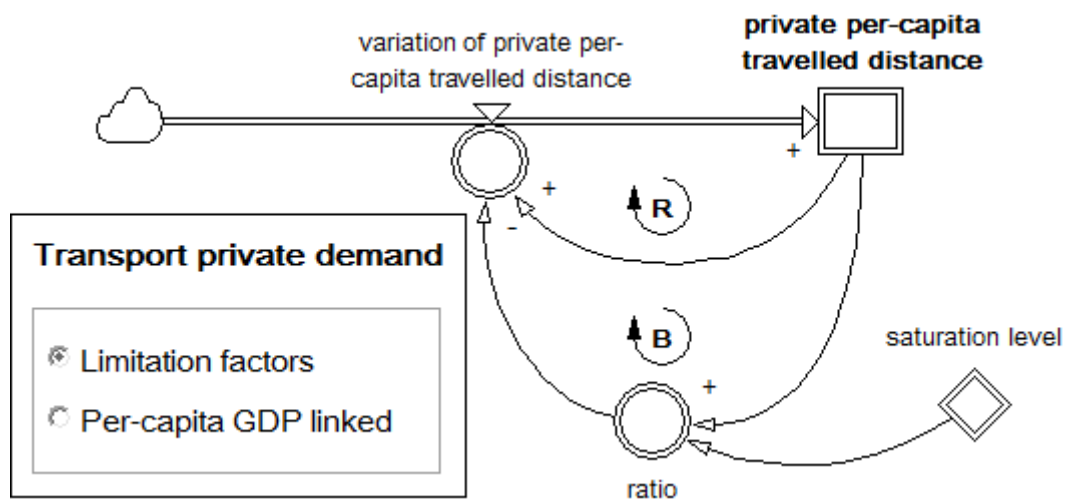 private per-capita
travelled distance
variation of private per-
capita travelled distance
+
+
R
-
Transport private demand
Limitation factors
Per-capita GDP linked
B
+
saturation level
ratio